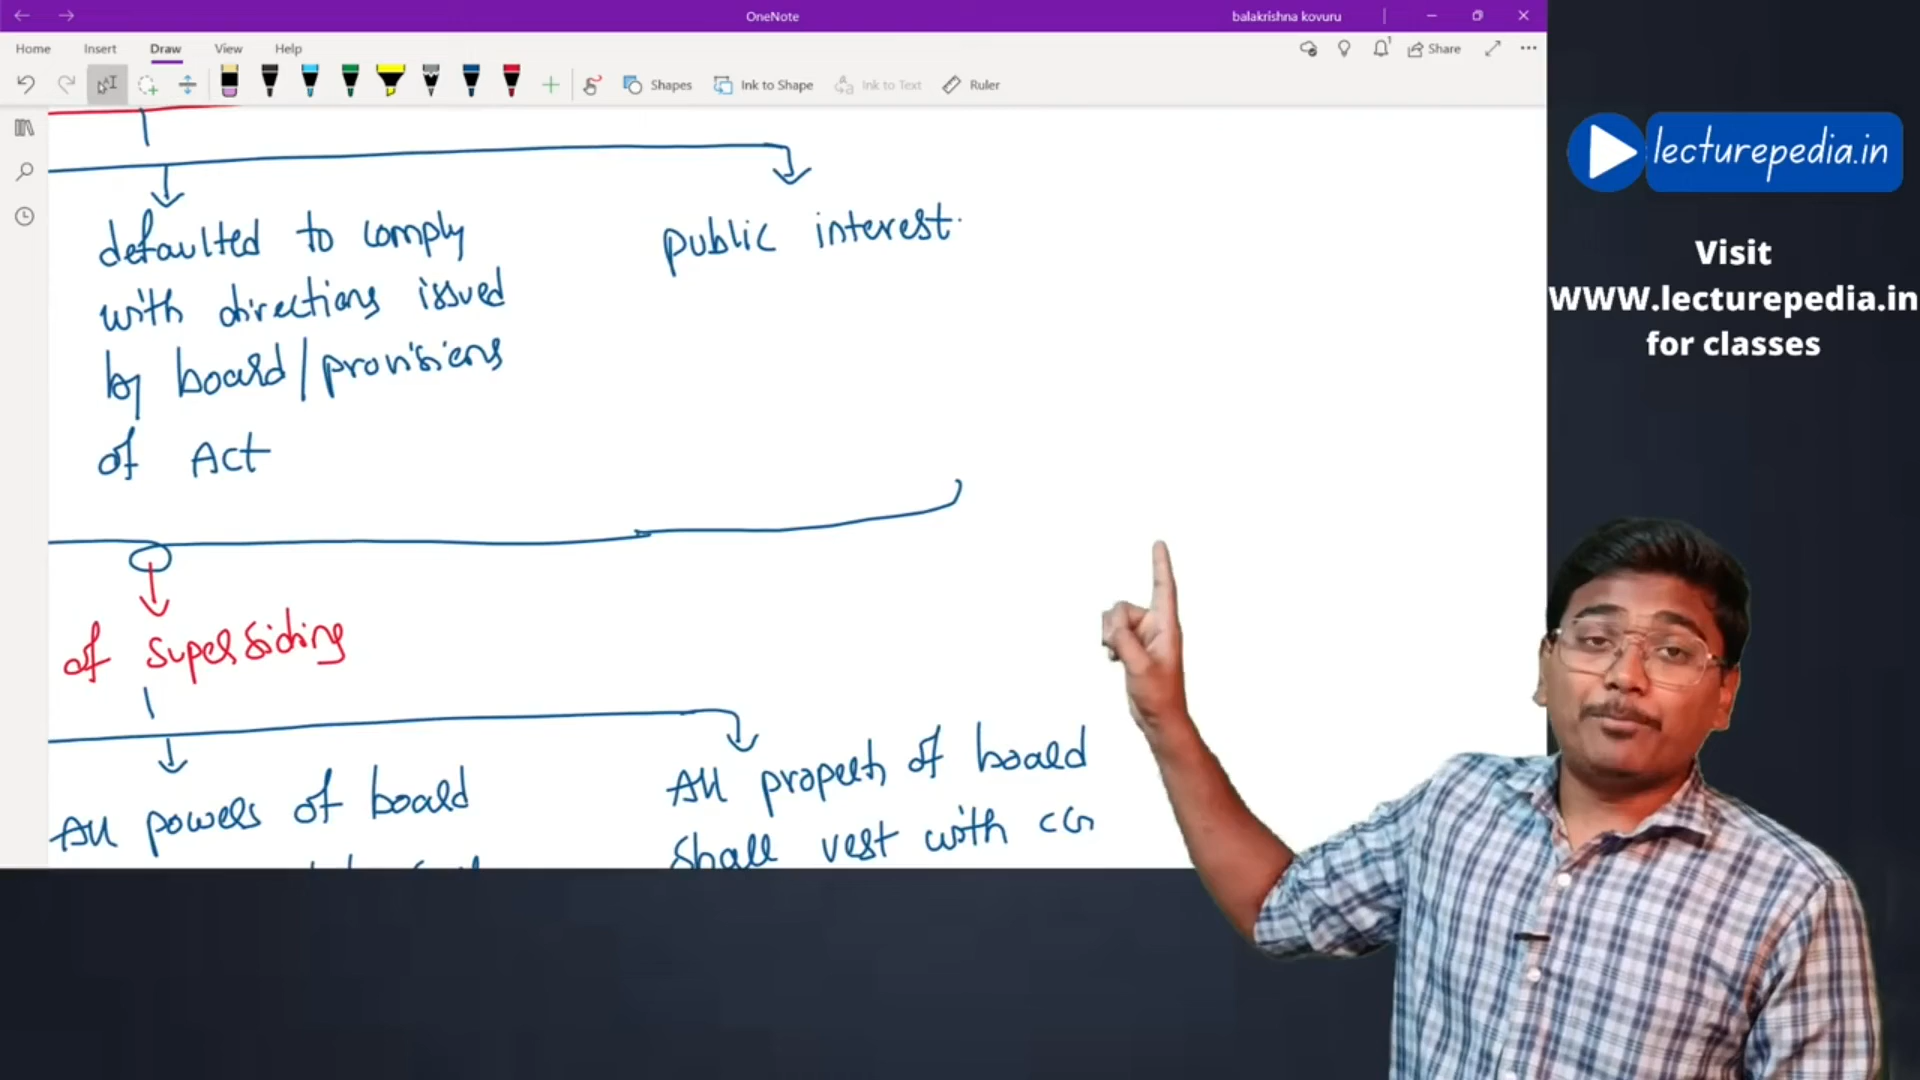 OneNote
balakrishna kovuru
Home Insert Draw View Help
1
Share
Shapes
Ink to Shape
Ink to Text
Ruler
defaulted to comply
with directions issued
by board/provisions
of Act
public interest.
of supersiding
All powers of board
All property of board
shall vest with CG
lecturepedia.in
Visit
WWW.lecturepedia.in
for classes